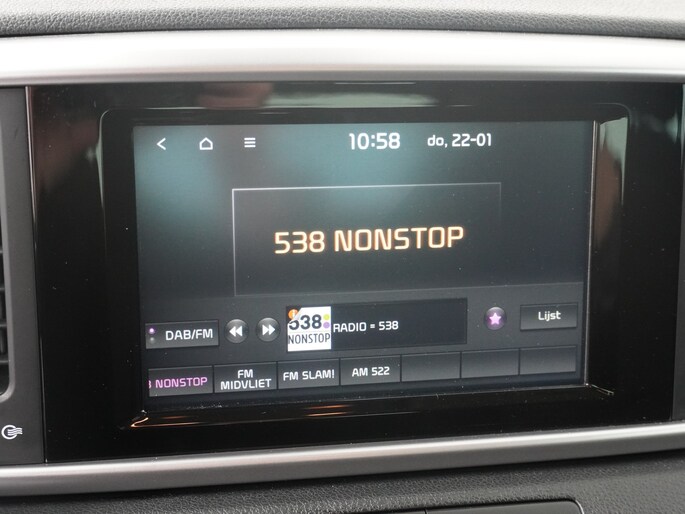 10:58 do, 22-01
538 NONSTOP
DAB/FM
538
NONSTOP
RADIO = 538
Lijst
8 NONSTOP
FM
MIDVLIET
FM SLAM!
AM 522